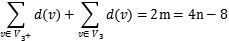 ∑_{v∈V_{3^+}} d(v) + ∑_{v∈V_3} d(v) = 2m = 4n − 8